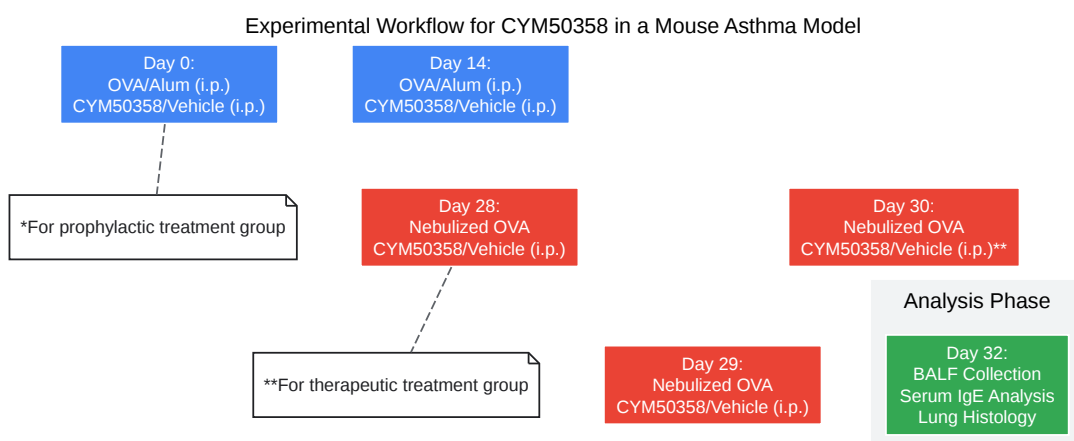 Experimental Workflow for CYM50358 in a Mouse Asthma Model
Day 0:
OVA/Alum (i.p.)
CYM50358/Vehicle (i.p.)
Day 14:
OVA/Alum (i.p.)
CYM50358/Vehicle (i.p.)
*For prophylactic treatment group
Day 28:
Nebulized OVA
CYM50358/Vehicle (i.p.)
Day 30:
Nebulized OVA
CYM50358/Vehicle (i.p.)**
**For therapeutic treatment group
Day 29:
Nebulized OVA
CYM50358/Vehicle (i.p.)
Analysis Phase
Day 32:
BALF Collection
Serum IgE Analysis
Lung Histology